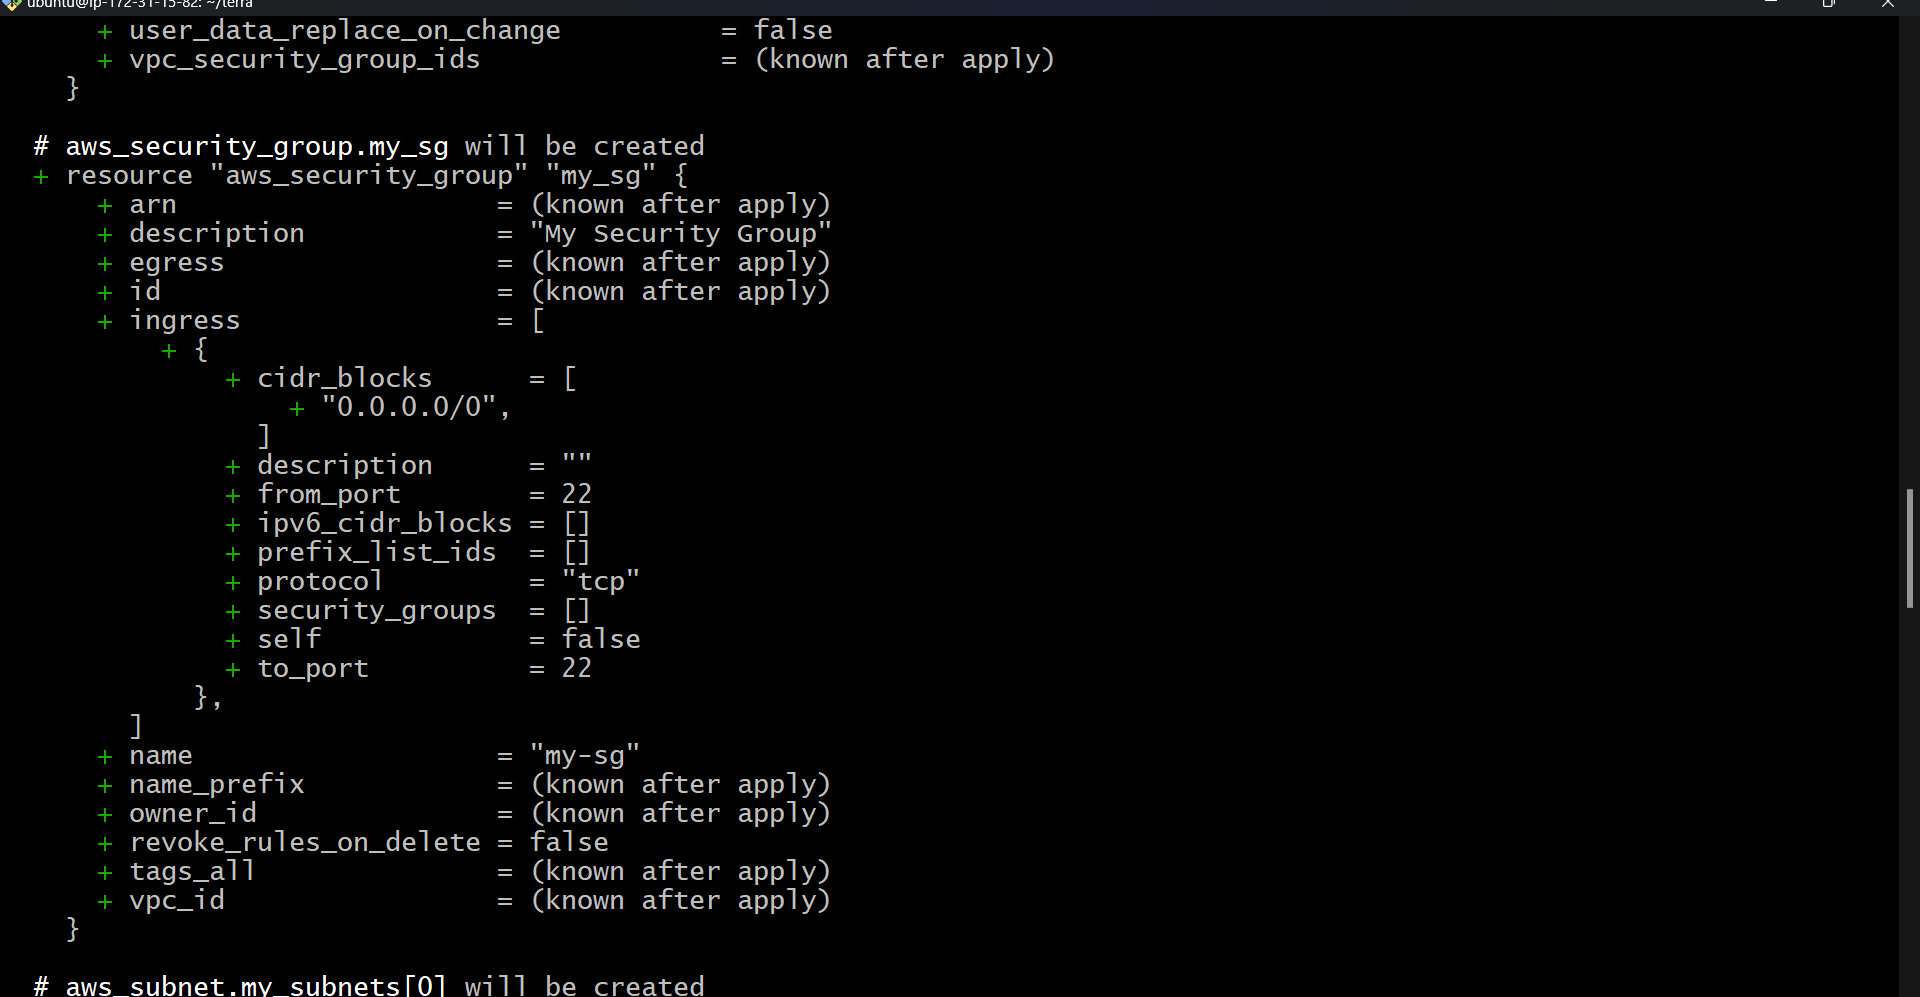 ubuntu@ip-172-31-15-82: ~/terra
+ user_data_replace_on_change = false
+ vpc_security_group_ids = (known after apply)
}
# aws_security_group.my_sg will be created
+ resource "aws_security_group" "my_sg" {
+ arn = (known after apply)
+ description = "My Security Group"
+ egress = (known after apply)
+ id = (known after apply)
+ ingress = [
+ {
+ cidr_blocks = [
+ "0.0.0.0/0",
]
+ description = ""
+ from_port = 22
+ ipv6_cidr_blocks = []
+ prefix_list_ids = []
+ protocol = "tcp"
+ security_groups = []
+ self = false
+ to_port = 22
},
]
+ name = "my-sg"
+ name_prefix = (known after apply)
+ owner_id = (known after apply)
+ revoke_rules_on_delete = false
+ tags_all = (known after apply)
+ vpc_id = (known after apply)
}
# aws_subnet.my_subnets[0] will be created